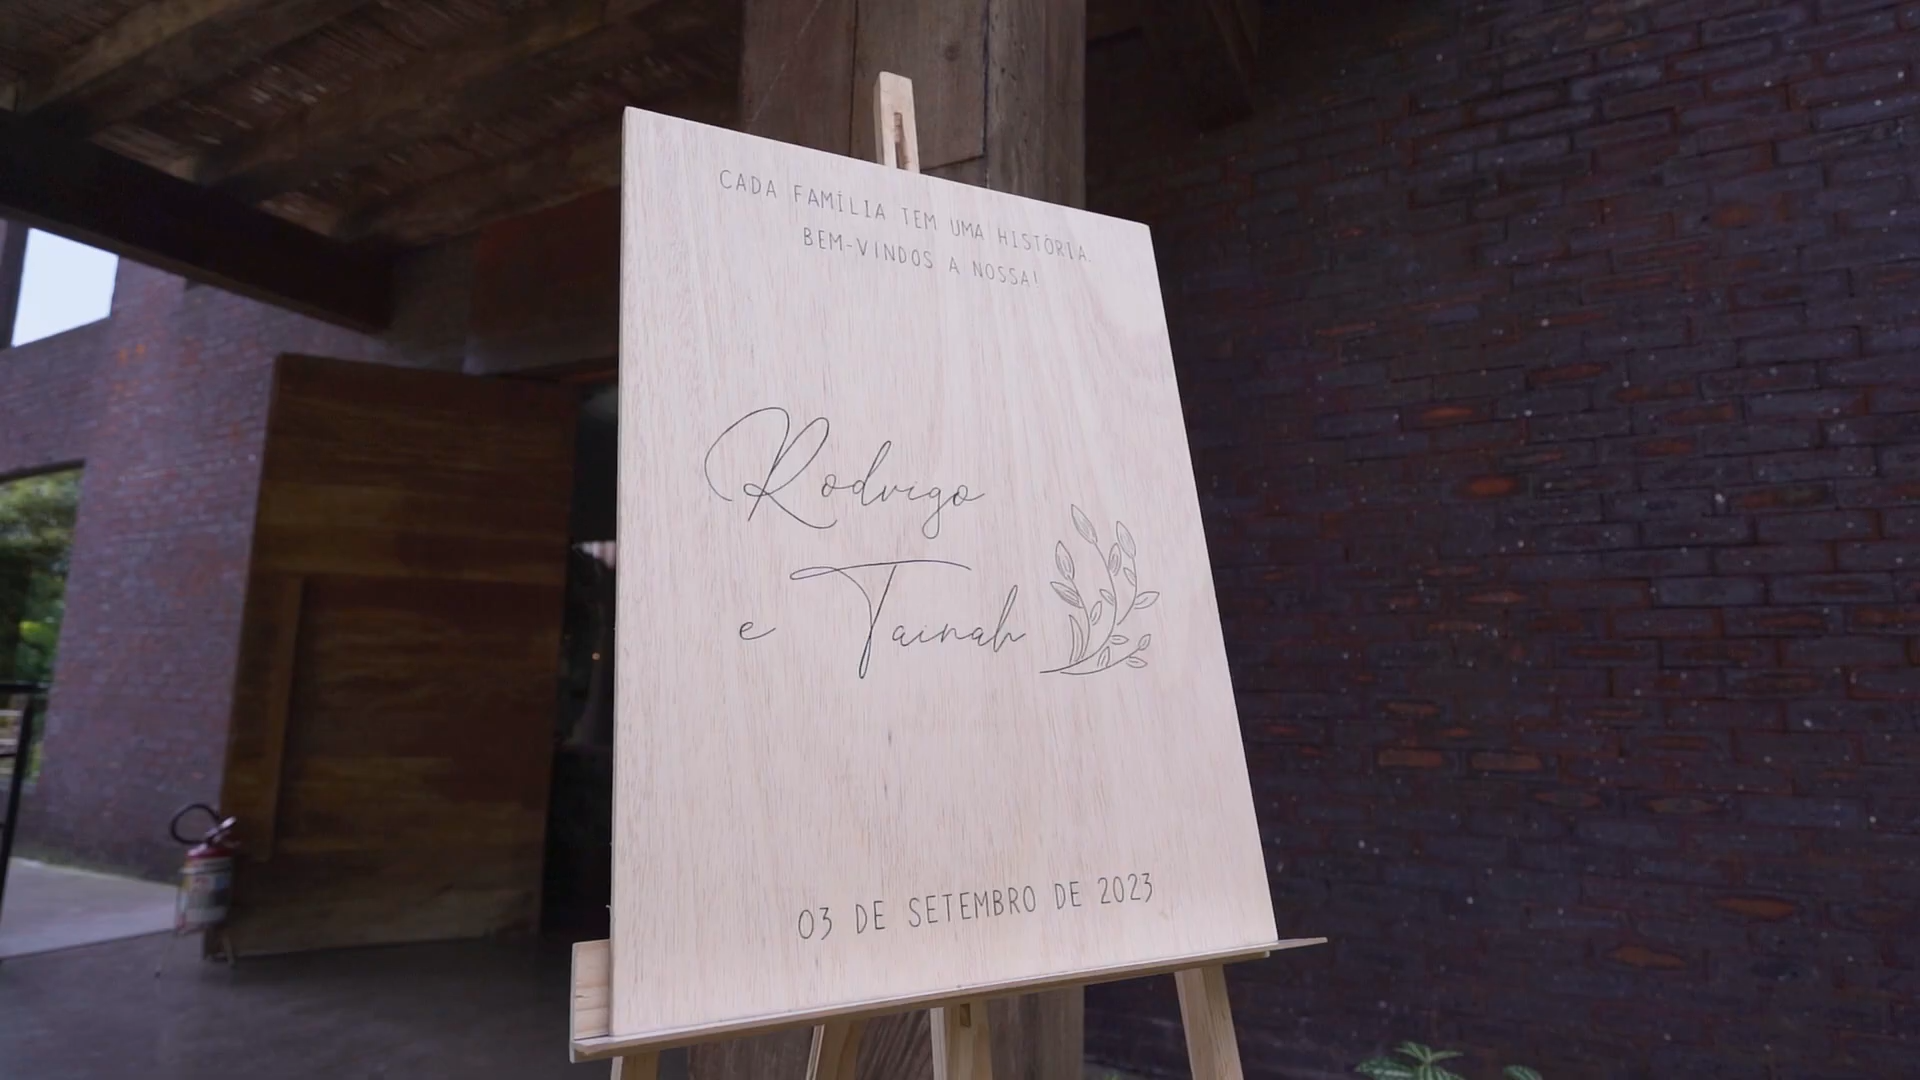 CADA FAMÍLIA TEM UMA HISTÓRIA.
BEM-VINDOS A NOSSA!
Rodrigo
e Tainah
03 DE SETEMBRO DE 2023